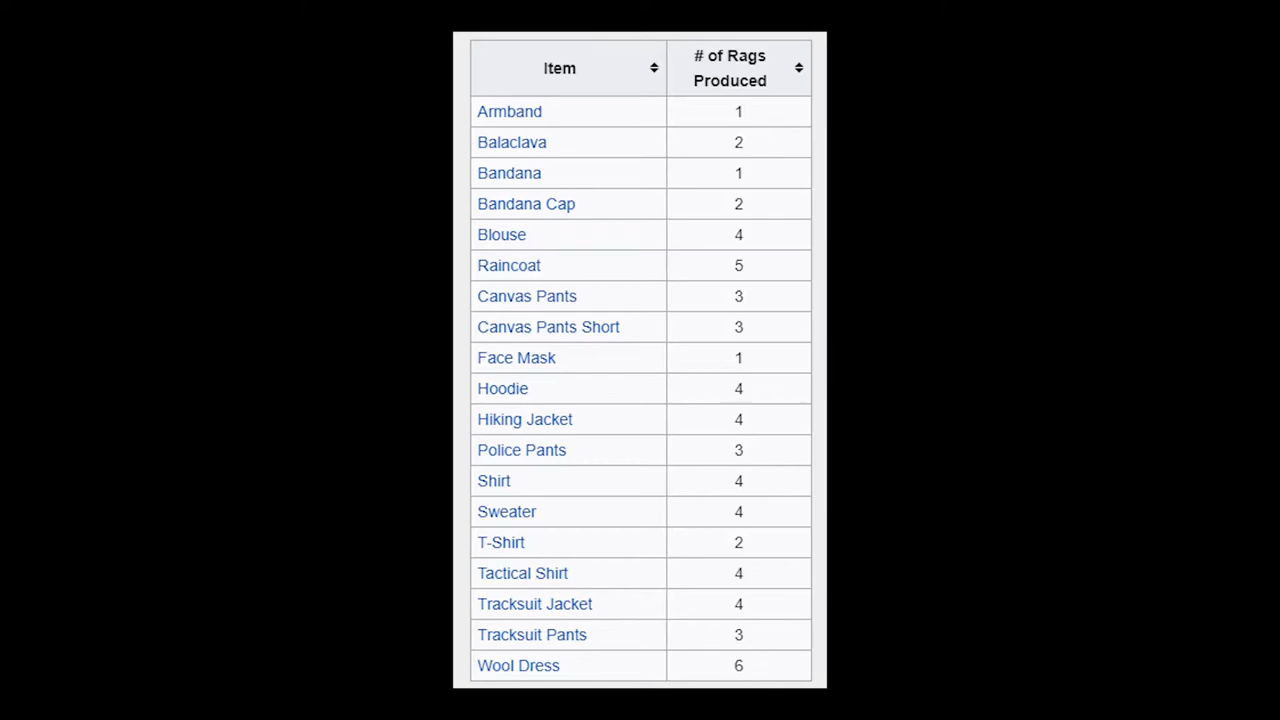 Item
# of Rags
Produced
Armband 1
Balaclava 2
Bandana 1
Bandana Cap 2
Blouse 4
Raincoat 5
Canvas Pants 3
Canvas Pants Short 3
Face Mask 1
Hoodie 4
Hiking Jacket 4
Police Pants 3
Shirt 4
Sweater 4
T-Shirt 2
Tactical Shirt 4
Tracksuit Jacket 4
Tracksuit Pants 3
Wool Dress 6